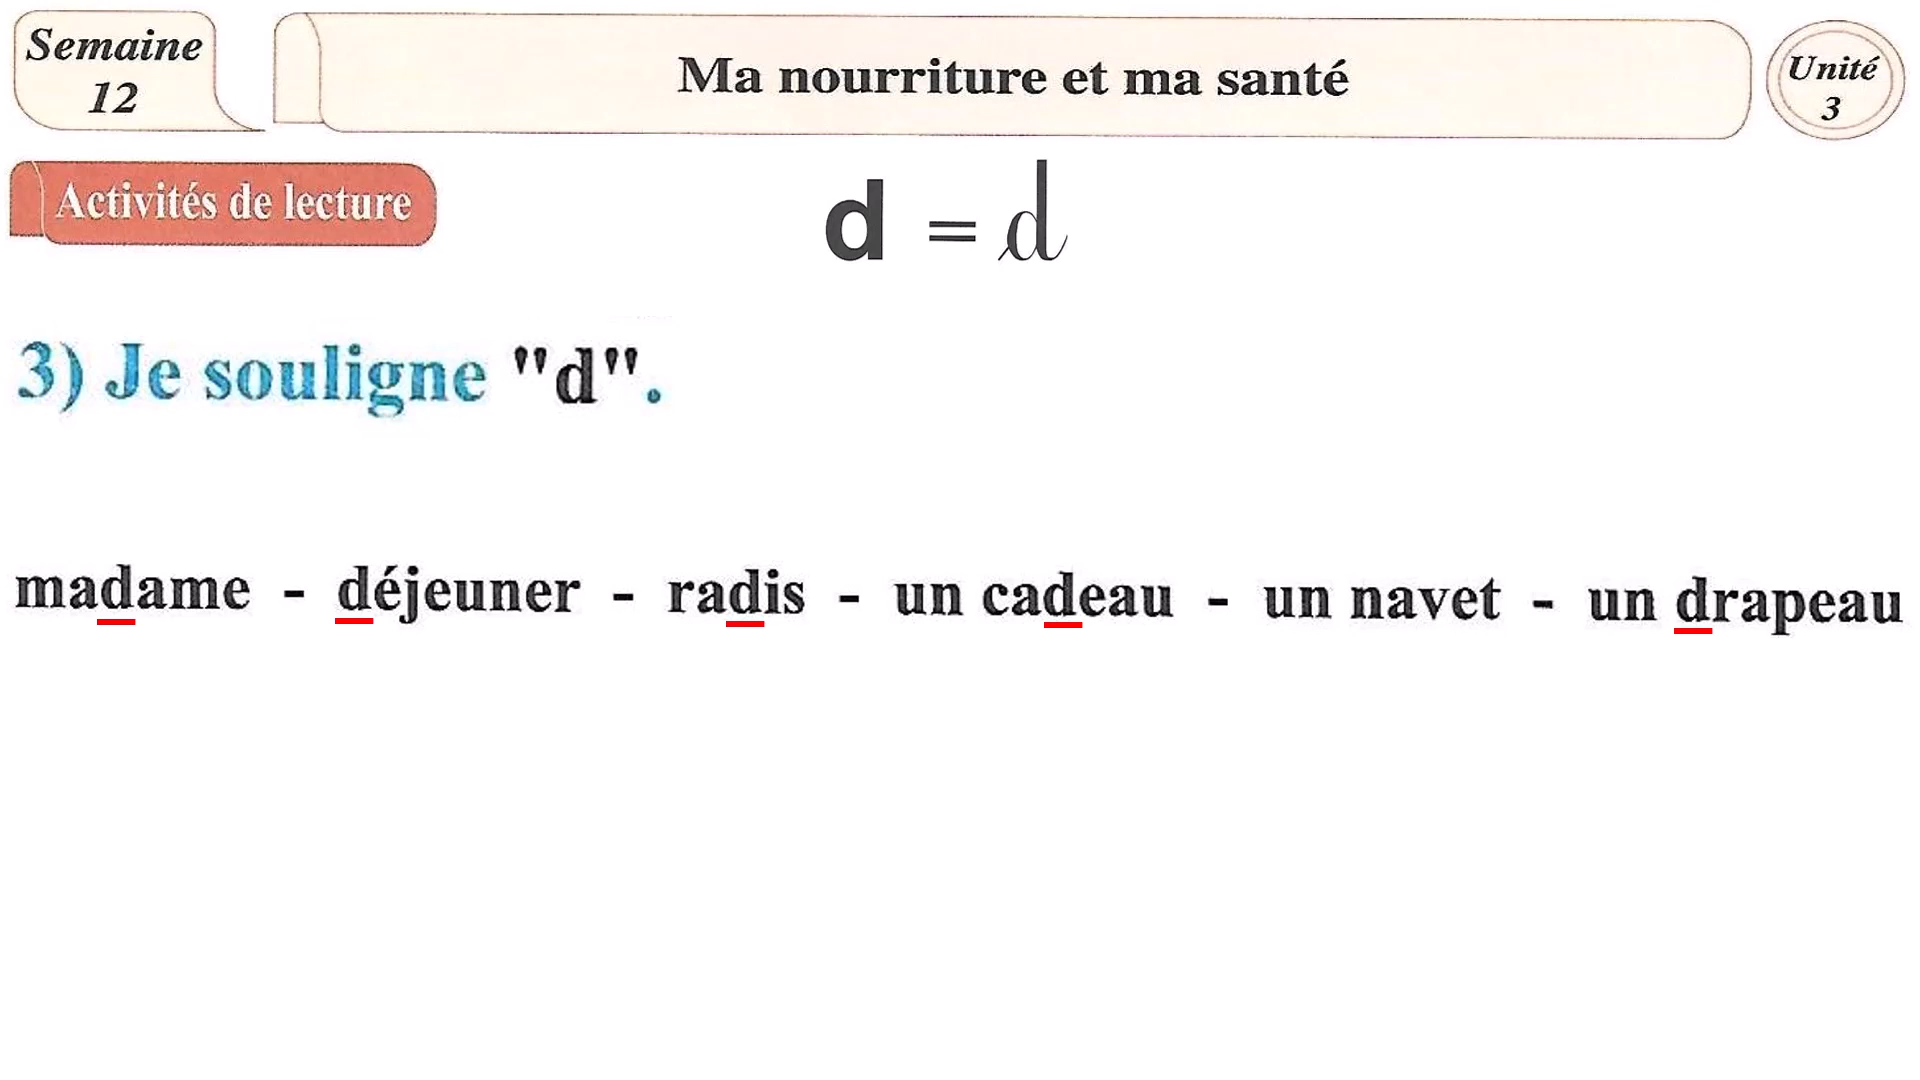 Semaine
12
Ma nourriture et ma santé
Unité
3
Activités de lecture
d = d
3) Je souligne "d".
madame - déjeuner - radis - un cadeau - un navet - un drapeau